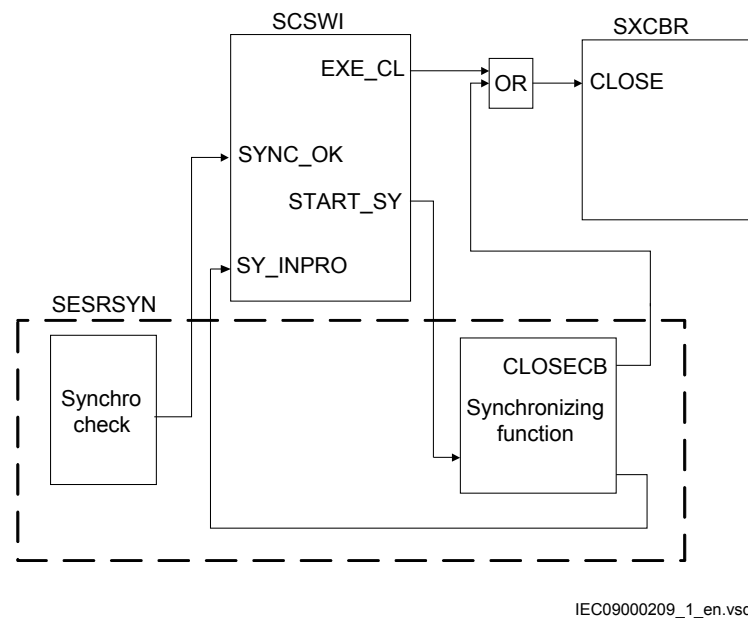 SCSWI
SXCBR
EXE_CL
OR
CLOSE
SYNC_OK
START_SY
SY_INPRO
SESRSYN
Synchro
check
CLOSECB
Synchronizing
function
IEC09000209_1_en.vsd